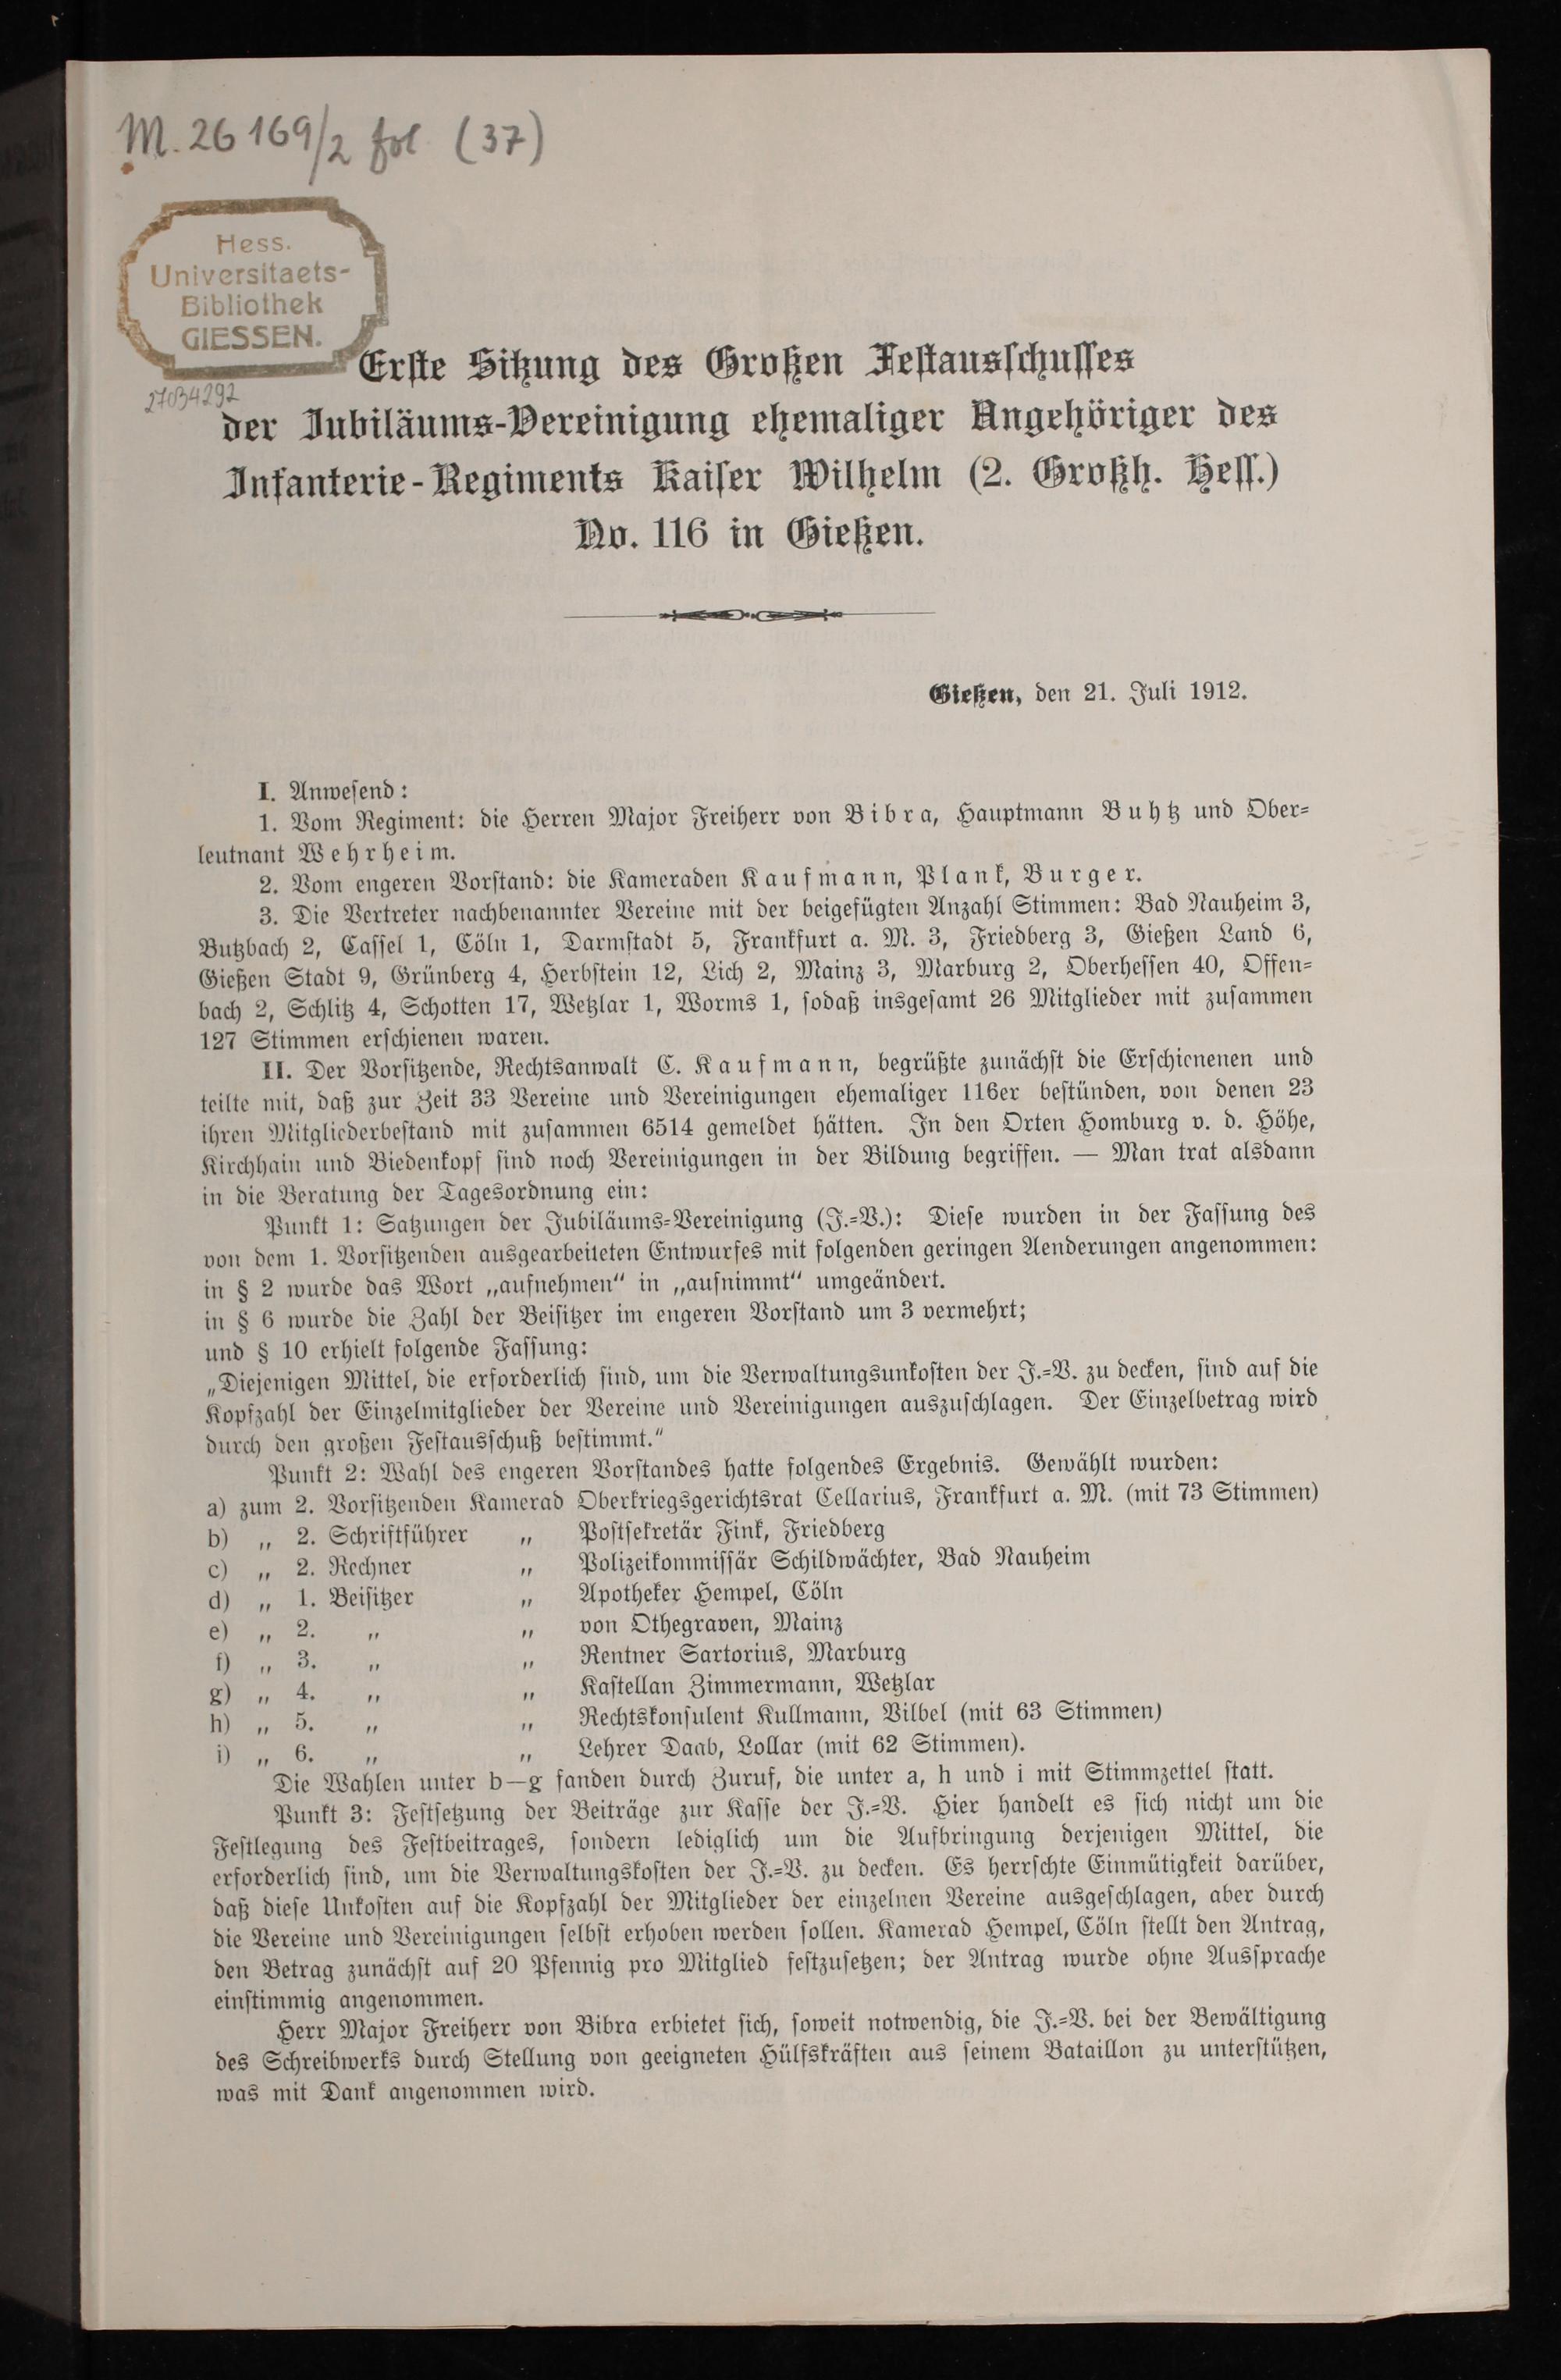 M. 26 169/2 fol (37)
Hess.
Universitaets-
Bibliothek
GIESSEN.
27034292
Erste Sitzung des Großen Festausschusses
der Jubiläums-Vereinigung ehemaliger Angehöriger des
Infanterie-Regiments Kaiser Wilhelm (2. Großh. Hess.)
No. 116 in Gießen.
Gießen, den 21. Juli 1912.
I. Anwesend:
1. Vom Regiment: die Herren Major Freiherr von Bibra, Hauptmann Buhtz und Ober-
leutnant Wehrheim.
2. Vom engeren Vorstand: die Kameraden Kaufmann, Plank, Burger.
3. Die Vertreter nachbenannter Vereine mit der beigefügten Anzahl Stimmen: Bad Nauheim 3,
Butzbach 2, Cassel 1, Cöln 1, Darmstadt 5, Frankfurt a. M. 3, Friedberg 3, Gießen Land 6,
Gießen Stadt 9, Grünberg 4, Herbstein 12, Lich 2, Mainz 3, Marburg 2, Oberhessen 40, Offen-
bach 2, Schlitz 4, Schotten 17, Wetzlar 1, Worms 1, sodaß insgesamt 26 Mitglieder mit zusammen
127 Stimmen erschienen waren.
II. Der Vorsitzende, Rechtsanwalt C. Kaufmann, begrüßte zunächst die Erschienenen und
teilte mit, daß zur Zeit 33 Vereine und Vereinigungen ehemaliger 116er bestünden, von denen 23
ihren Mitgliederbestand mit zusammen 6514 gemeldet hätten. In den Orten Homburg v. d. Höhe,
Kirchhain und Biedenkopf sind noch Vereinigungen in der Bildung begriffen. — Man trat alsdann
in die Beratung der Tagesordnung ein:
Punkt 1: Satzungen der Jubiläums-Vereinigung (J.-V.): Diese wurden in der Fassung des
von dem 1. Vorsitzenden ausgearbeiteten Entwurfes mit folgenden geringen Aenderungen angenommen:
in § 2 wurde das Wort „aufnehmen“ in „aufnimmt“ umgeändert.
in § 6 wurde die Zahl der Beisitzer im engeren Vorstand um 3 vermehrt;
und § 10 erhielt folgende Fassung:
„Diejenigen Mittel, die erforderlich sind, um die Verwaltungsunkosten der J.-V. zu decken, sind auf die
Kopfzahl der Einzelmitglieder der Vereine und Vereinigungen auszuschlagen. Der Einzelbetrag wird
durch den großen Festausschuß bestimmt.“
Punkt 2: Wahl des engeren Vorstandes hatte folgendes Ergebnis. Gewählt wurden:
a) zum 2. Vorsitzenden Kamerad Oberkriegsgerichtsrat Cellarius, Frankfurt a. M. (mit 73 Stimmen)
b) „ 2. Schriftführer „ Postsekretär Fink, Friedberg
c) „ 2. Rechner „ Polizeikommissär Schildwächter, Bad Nauheim
d) „ 1. Beisitzer „ Apotheker Hempel, Cöln
e) „ 2. „ „ von Othegraven, Mainz
f) „ 3. „ „ Rentner Sartorius, Marburg
g) „ 4. „ „ Kastellan Zimmermann, Wetzlar
h) „ 5. „ „ Rechtskonsulent Kullmann, Vilbel (mit 63 Stimmen)
i) „ 6. „ „ Lehrer Daab, Lollar (mit 62 Stimmen).
Die Wahlen unter b—g fanden durch Zuruf, die unter a, h und i mit Stimmzettel statt.
Punkt 3: Festsetzung der Beiträge zur Kasse der J.-V. Hier handelt es sich nicht um die
Festlegung des Festbeitrages, sondern lediglich um die Aufbringung derjenigen Mittel, die
erforderlich sind, um die Verwaltungskosten der J.-V. zu decken. Es herrschte Einmütigkeit darüber,
daß diese Unkosten auf die Kopfzahl der Mitglieder der einzelnen Vereine ausgeschlagen, aber durch
die Vereine und Vereinigungen selbst erhoben werden sollen. Kamerad Hempel, Cöln stellt den Antrag,
den Betrag zunächst auf 20 Pfennig pro Mitglied festzusetzen; der Antrag wurde ohne Aussprache
einstimmig angenommen.
Herr Major Freiherr von Bibra erbietet sich, soweit notwendig, die J.-V. bei der Bewältigung
des Schreibwerks durch Stellung von geeigneten Hülfskräften aus seinem Bataillon zu unterstützen,
was mit Dank angenommen wird.